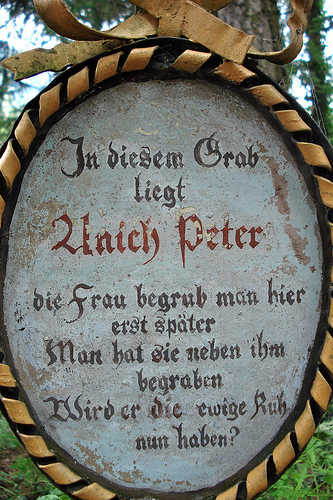 In diesem Grab
liegt
Unich Peter
die Frau begrub man hier
erst später
Man hat sie neben ihm
begraben
Wird er die ewige Ruh
nun haben?